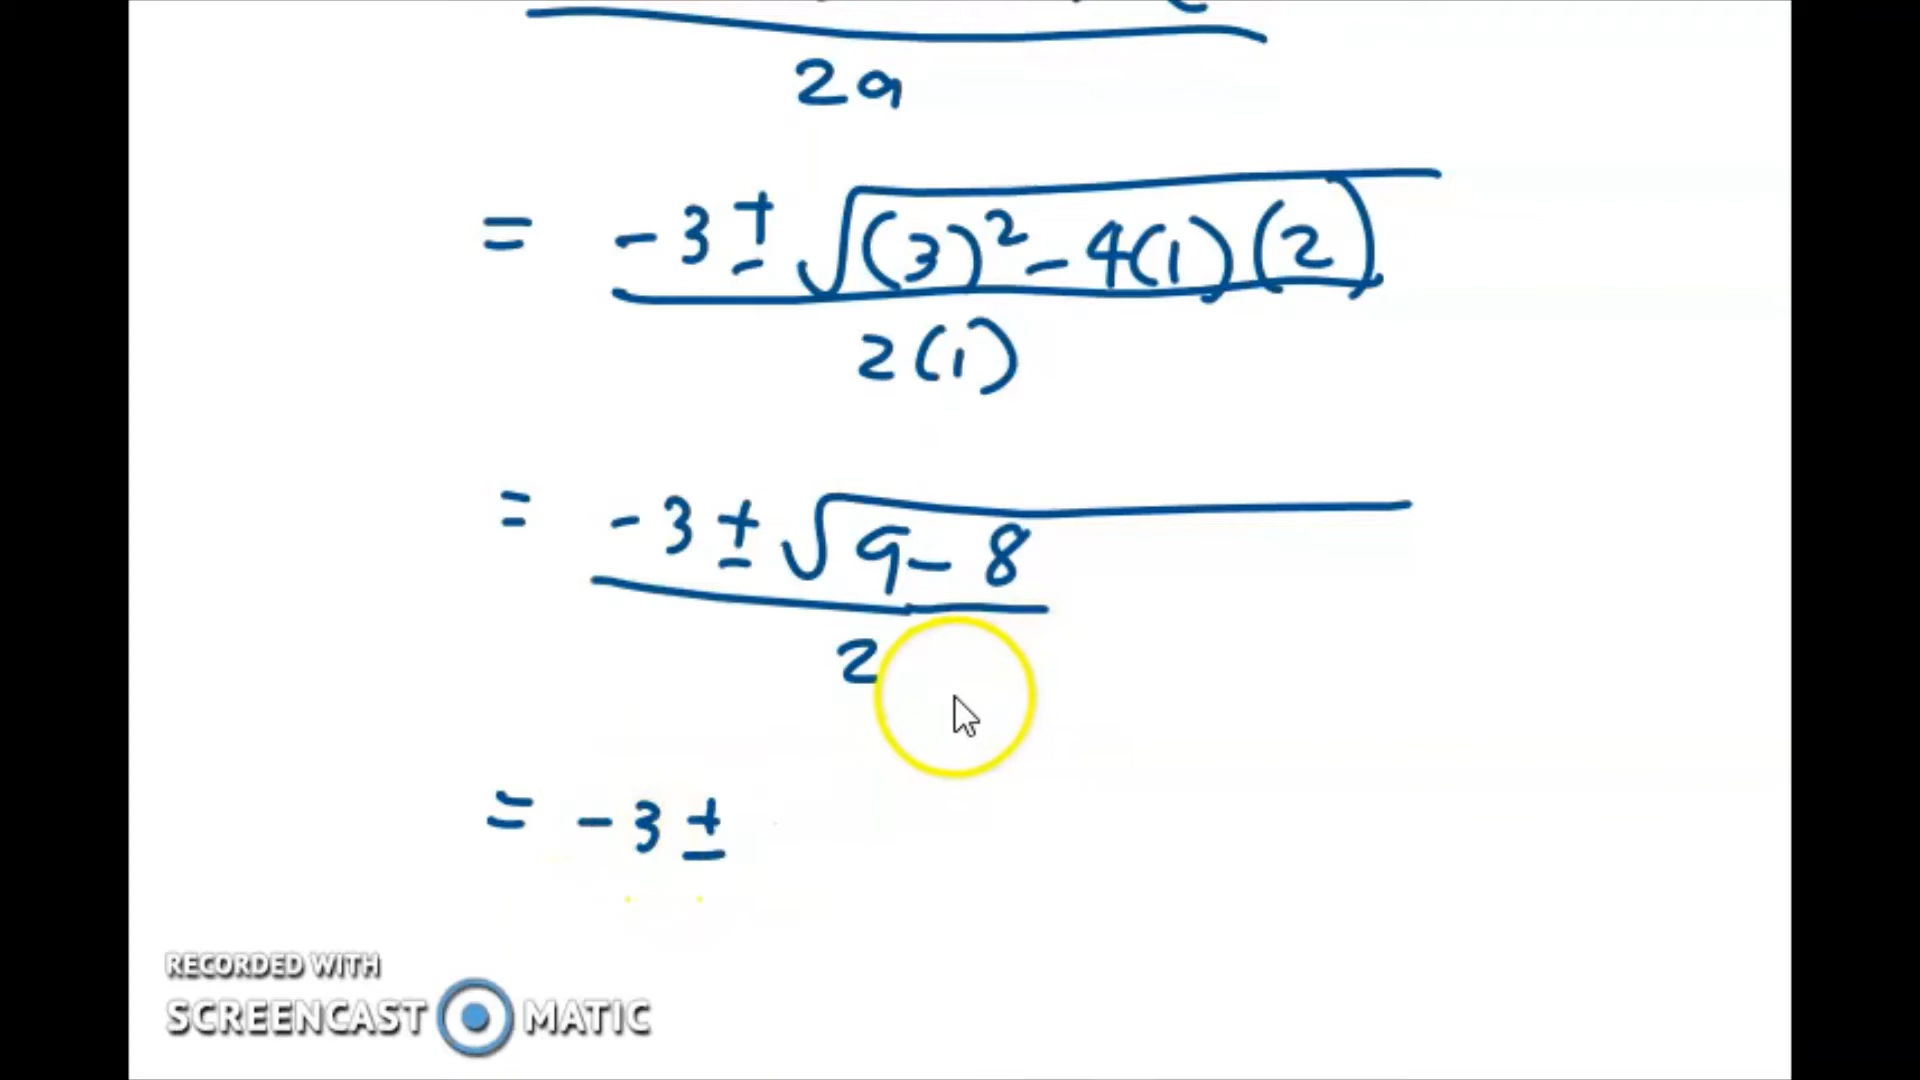 2a
= -3 ± √(3)² - 4(1)(2)
2(1)
= -3 ± √9 - 8
2
= -3 ±
RECORDED WITH
SCREENCAST MATIC